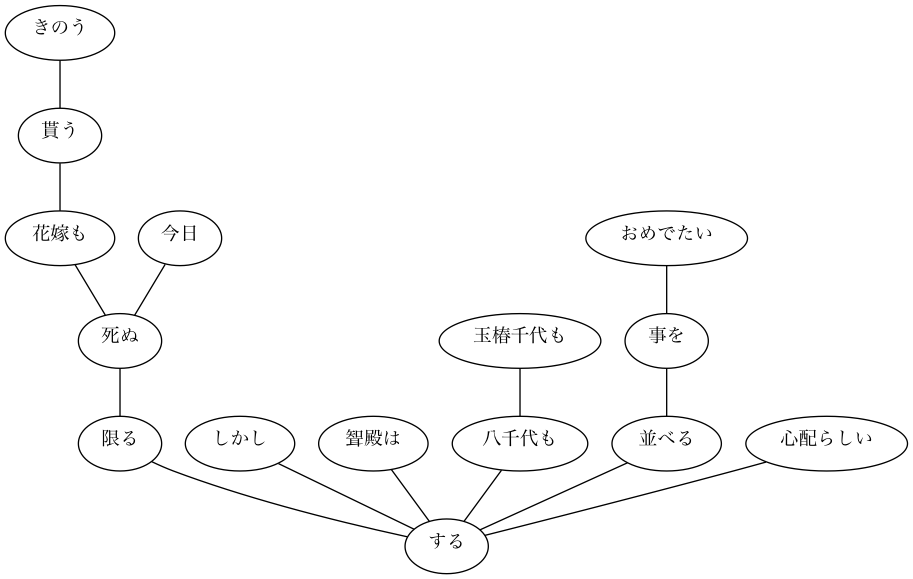 きのう
貰う
花嫁も
今日
おめでたい
死ぬ
玉椿千代も
事を
限る
しかし
聟殿は
八千代も
並べる
心配らしい
する